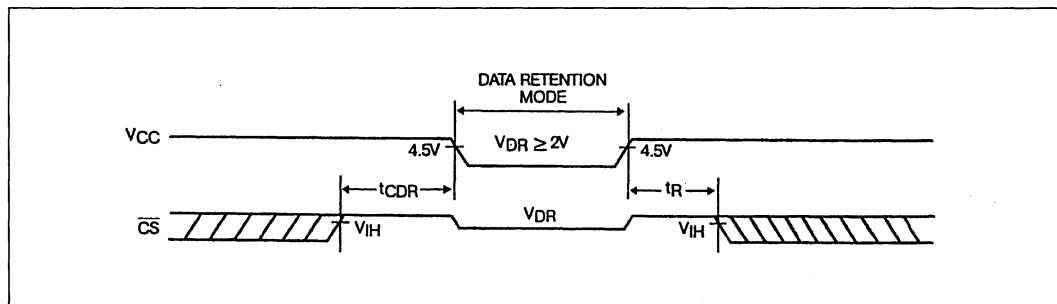 DATA RETENTION
MODE
VCC
4.5V
VDR ≥ 2V
4.5V
tCDR
tR
CS
VIH
VDR
VIH